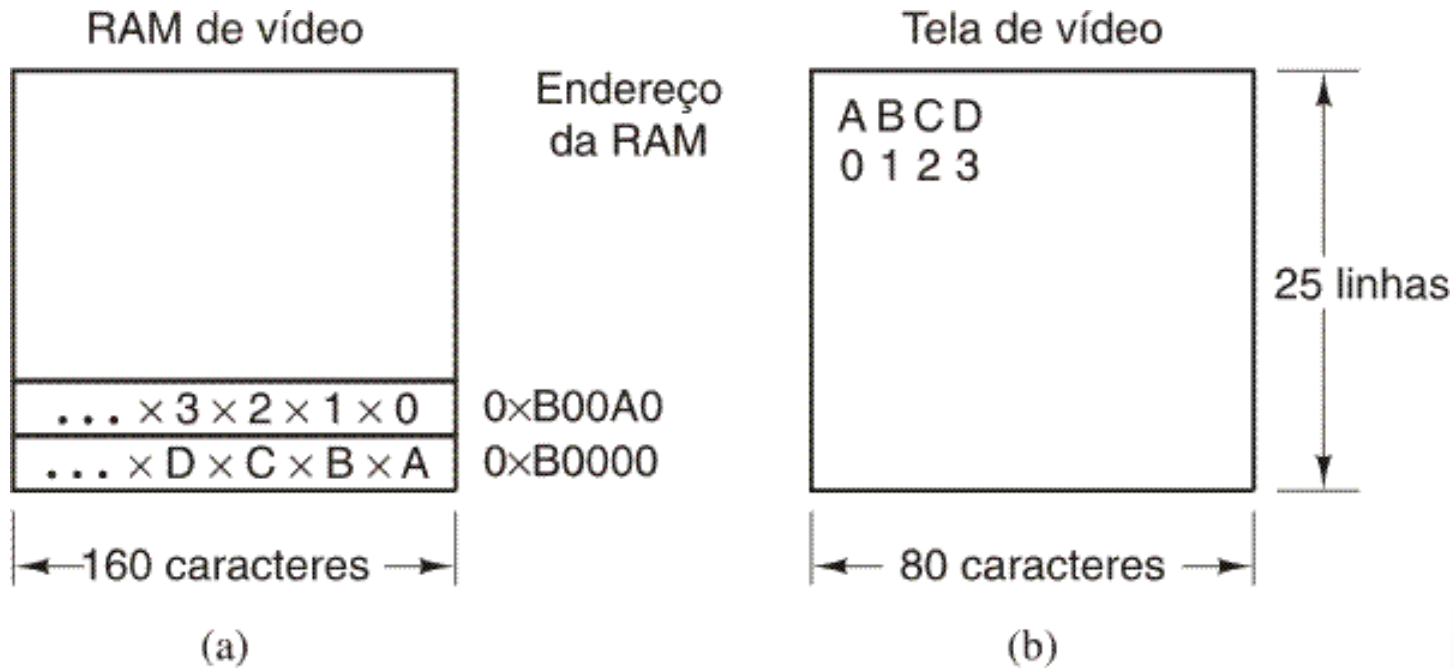 RAM de vídeo
Endereço
da RAM
... ×3×2×1×0 0×B00A0
... ×D×C×B×A 0×B0000
160 caracteres
(a)
Tela de vídeo
A B C D
0 1 2 3
25 linhas
80 caracteres
(b)